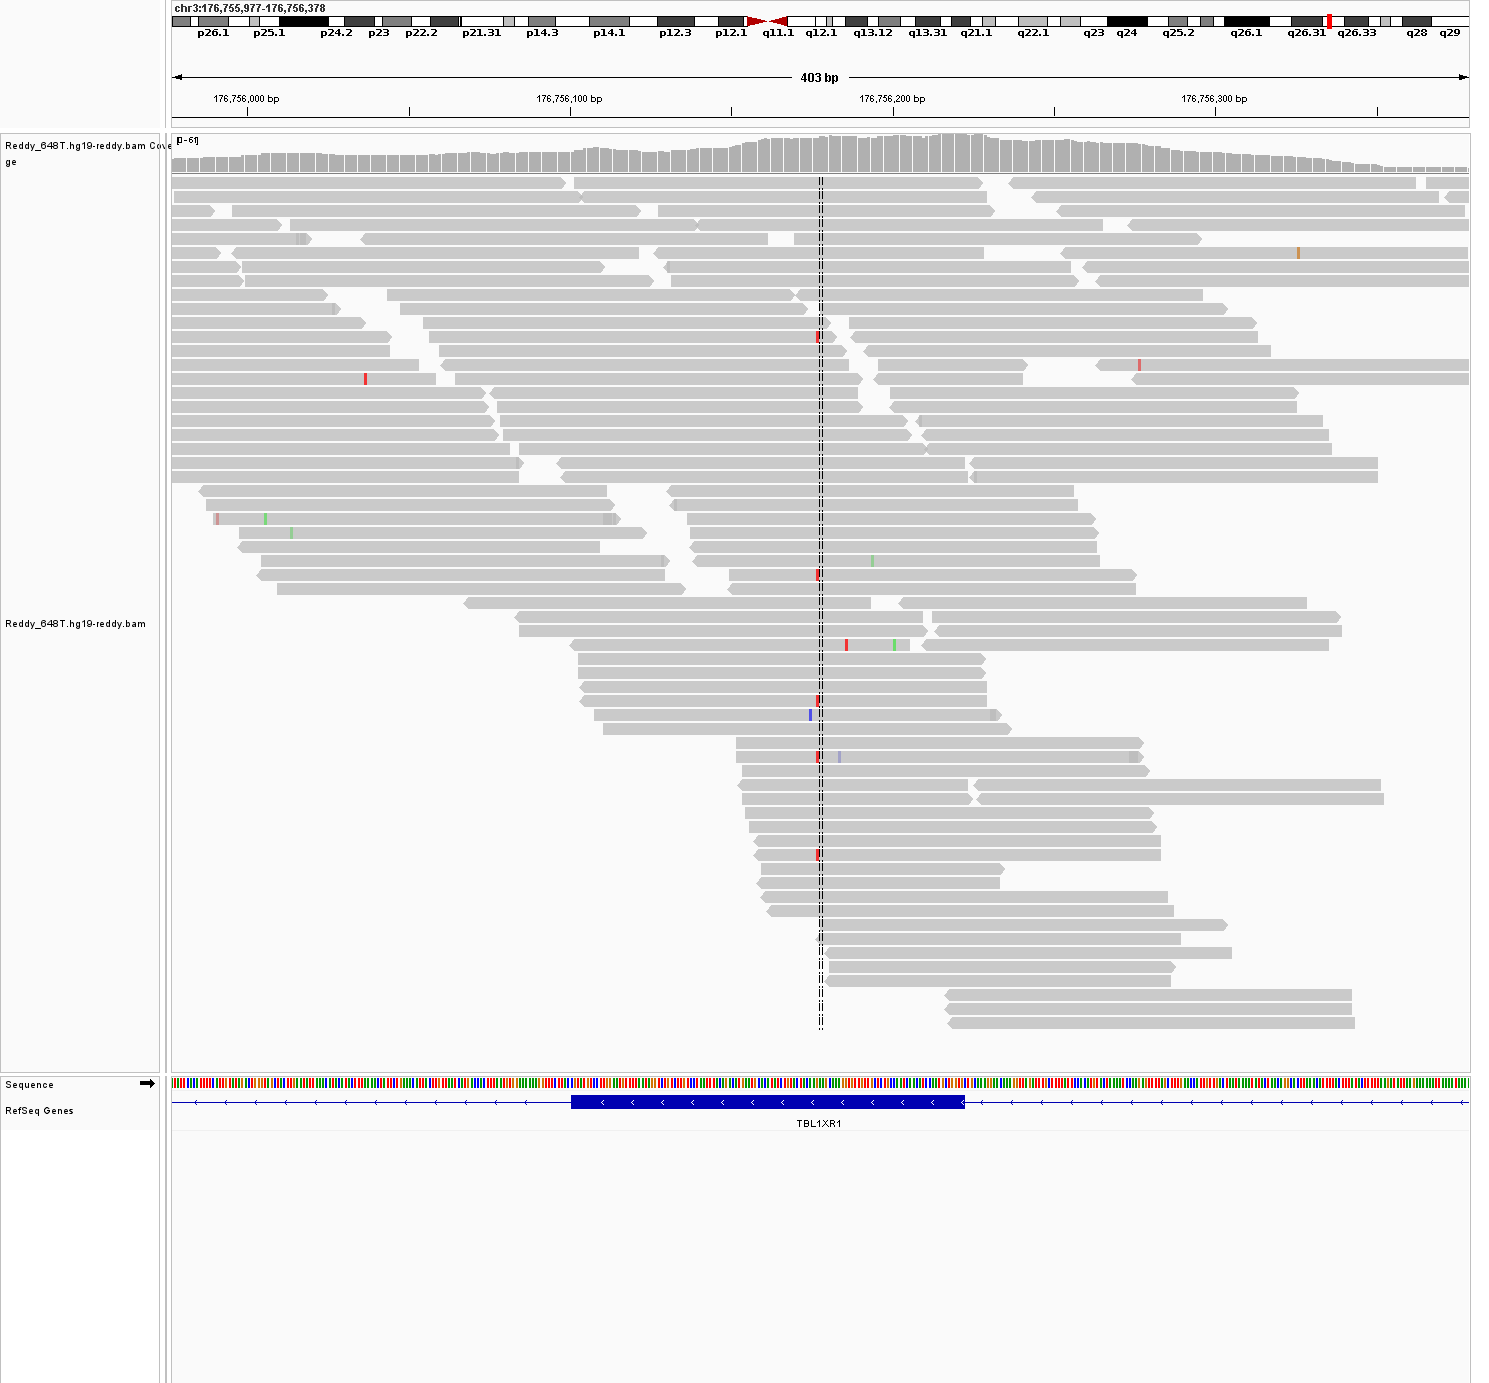 chr3:176,755,977-176,756,378
p26.1 p25.1 p24.2 p23 p22.2 p21.31 p14.3 p14.1 p12.3 p12.1 q11.1 q12.1 q13.12 q13.31 q21.1 q22.1 q23 q24 q25.2 q26.1 q26.31 q26.33 q28 q29
403 bp
176,756,000 bp 176,756,100 bp 176,756,200 bp 176,756,300 bp
Reddy_648T.hg19-reddy.bam Cove
ge
[0-61]
Reddy_648T.hg19-reddy.bam
Sequence
RefSeq Genes
TBL1XR1